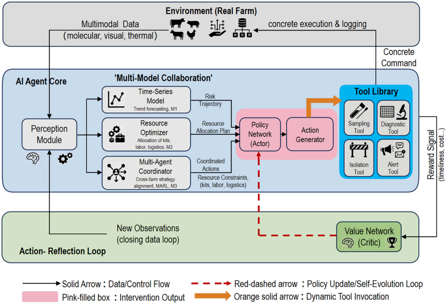 Environment (Real Farm)
Multimodal Data
(molecular, visual, thermal)
concrete execution & logging
Concrete
Command
AI Agent Core
'Multi-Model Collaboration'
Time-Series
Model
Trend forecasting, M1
Risk
Trajectory
Perception
Module
Resource
Optimizer
Allocation of kits,
labor, logistics, M2
Resource
Allocation Plan
Multi-Agent
Coordinator
Cross-farm strategy
alignment, MARL, M3
Coordinated
Actions
Resource Constraints,
(kits, labor, logistics)
Policy
Network
(Actor)
Action
Generator
Tool Library
Sampling
Tool
Diagnostic
Tool
Isolation
Tool
Alert
Tool
Reward Signal
(timeliness, cost...)
New Observations
(closing data loop)
Value Network
(Critic)
Action- Reflection Loop
Solid Arrow : Data/Control Flow
Red-dashed arrow : Policy Update/Self-Evolution Loop
Pink-filled box : Intervention Output
Orange solid arrow : Dynamic Tool Invocation